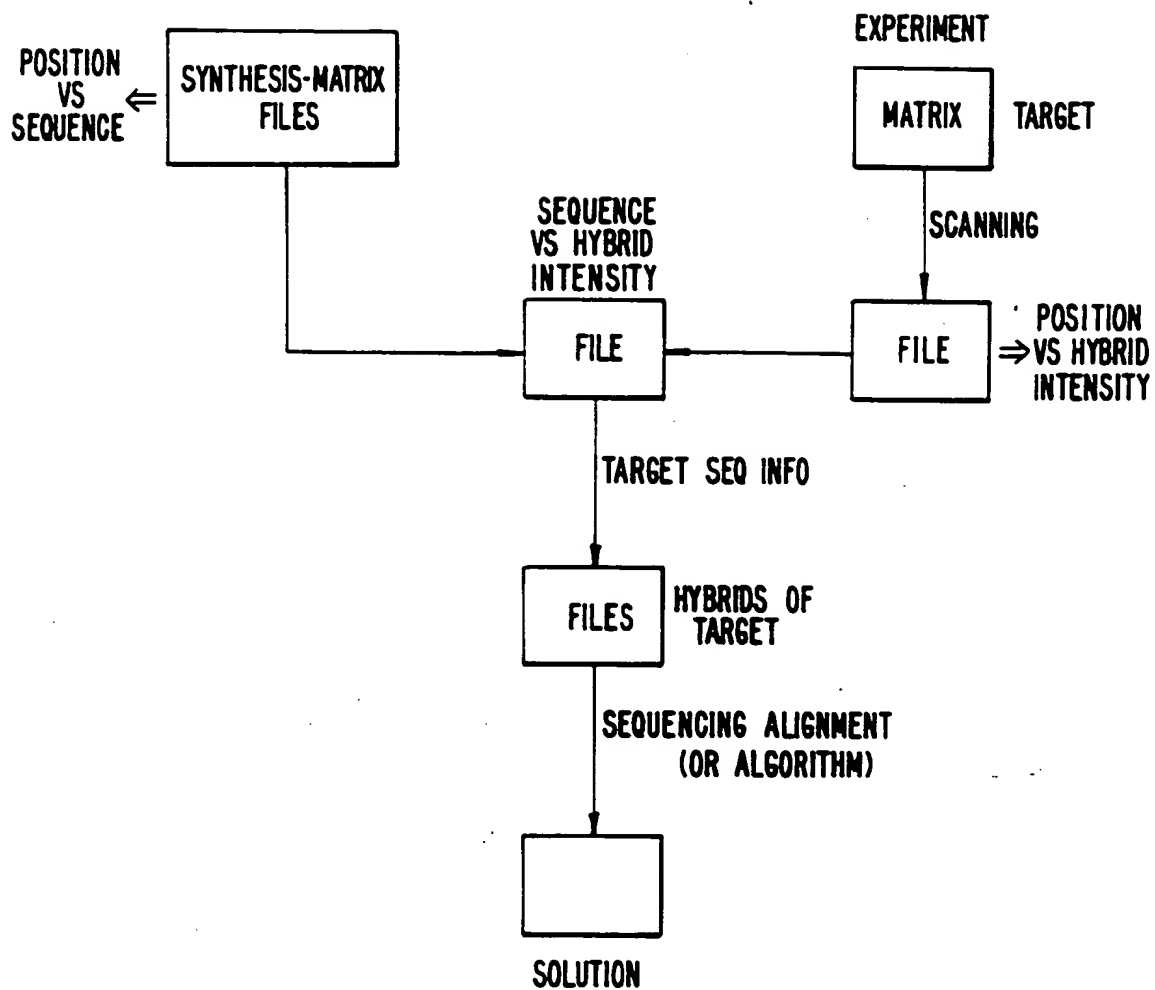 POSITION
VS
SEQUENCE
⇐
SYNTHESIS-MATRIX
FILES
EXPERIMENT
MATRIX
TARGET
SCANNING
SEQUENCE
VS HYBRID
INTENSITY
FILE
FILE
⇒
POSITION
VS HYBRID
INTENSITY
TARGET SEQ INFO
FILES
HYBRIDS OF
TARGET
SEQUENCING ALIGNMENT
(OR ALGORITHM)
SOLUTION